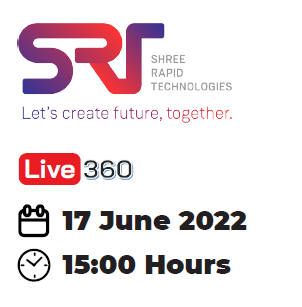 SRT
SHREE
RAPID
TECHNOLOGIES
Let's create future, together.
Live 360
17 June 2022
15:00 Hours